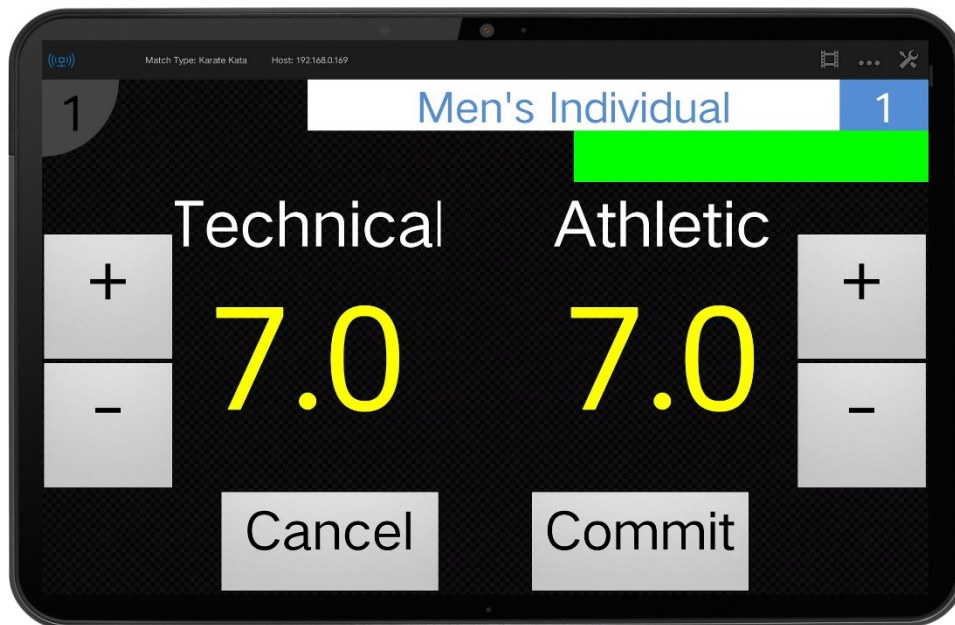 Match Type: Karate Kata Host: 192.168.0.169
1
Men's Individual 1
Technical Athletic
+ +
7.0 7.0
- -
Cancel Commit